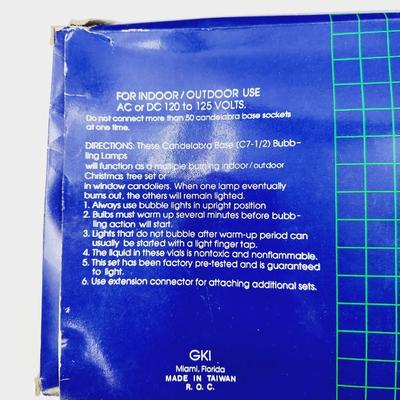 FOR INDOOR/OUTDOOR USE
AC or DC 120 to 125 VOLTS.
Do not connect more than 50 candelabra base sockets
at one time.
DIRECTIONS: These Candelabra Base (C7-1/2) Bubb-
ling Lamps
will function as a multiple burning indoor/outdoor
Christmas tree set or
in window candoliers. When one lamp eventually
burns out, the others will remain lighted.
1. Always use bubble lights in upright position
2. Bulbs must warm up several minutes before bubb-
ling action will start.
3. Lights that do not bubble after warm-up period can
usually be started with a light finger tap.
4. The liquid in these vials is nontoxic and nonflammable.
5. This set has been factory pre-tested and is guaranteed
to light.
6. Use extension connector for attaching additional sets.
GKI
Miami, Florida
MADE IN TAIWAN
R. O. C.